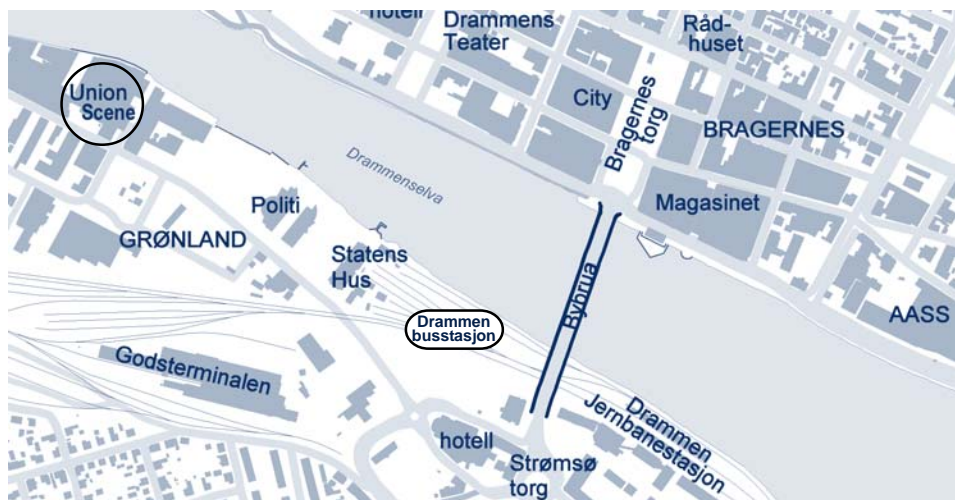 hotell
Drammens
Teater
Råd-
huset
Union
Scene
City
Bragernes
torg
BRAGERNES
Drammenselva
Politi
Magasinet
GRØNLAND
Statens
Hus
Bybrua
AASS
Drammen
busstasjon
Godsterminalen
Drammen
Jernbanestasjon
hotell
Strømsø
torg